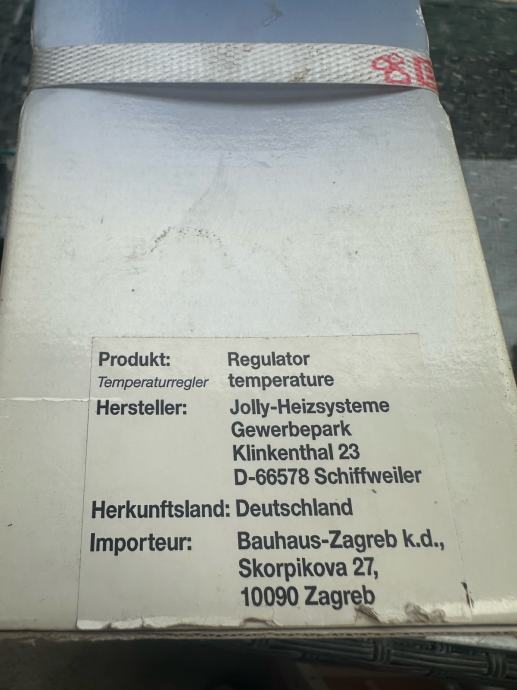 Produkt: Regulator
Temperaturregler temperature
Hersteller: Jolly-Heizsysteme
Gewerbepark
Klinkenthal 23
D-66578 Schiffweiler
Herkunftsland: Deutschland
Importeur: Bauhaus-Zagreb k.d.,
Skorpikova 27,
10090 Zagreb